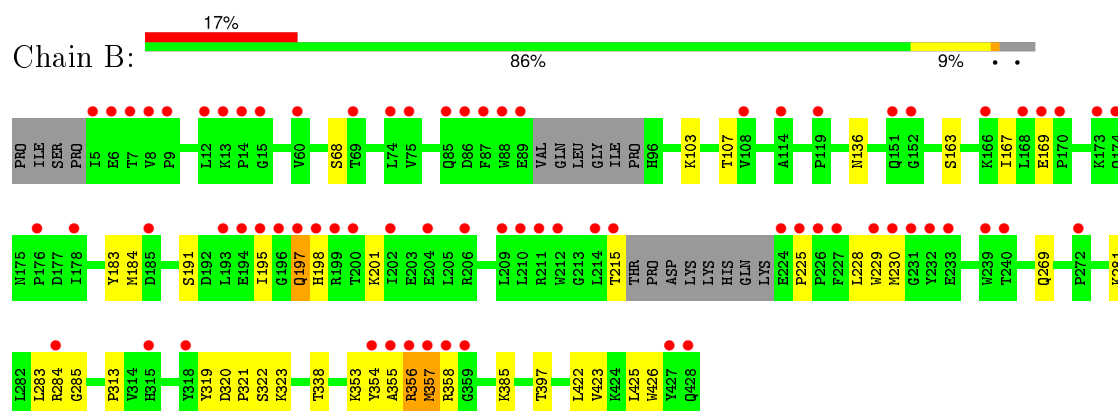 17%
Chain B:
86% 9% • •
PRO ILE SER PRO I5 E6 T7 V8 P9 L12 K13 P14 G15 V60 S68 T69 L74 V75 Q85 D86 F87 W88 E89 VAL GLN LEU GLY ILE PRO H96 K103 T107 V108 A114 P119 N136 Q151 G152 S163 K166 I167 L168 E169 P170 K173
N175 P176 D177 I178 Y183 M184 D185 S191 D192 L193 E194 I195 G196 Q197 H198 R199 T200 K201 I202 E203 E204 L205 R206 L209 L210 R211 W212 G213 L214 T215 THR PRO ASP LYS LYS HIS GLN LYS E224 P225 P226 F227 L228 W229 M230 G231 Y232 E233 W239 T240 Q269 P272 K281
L282 L283 R284 G285 P313 V314 H315 Y318 Y319 D320 P321 S322 K323 T338 K353 Y354 A355 R356 M357 R358 G359 K385 T397 L422 V423 K424 L425 W426 Y427 Q428